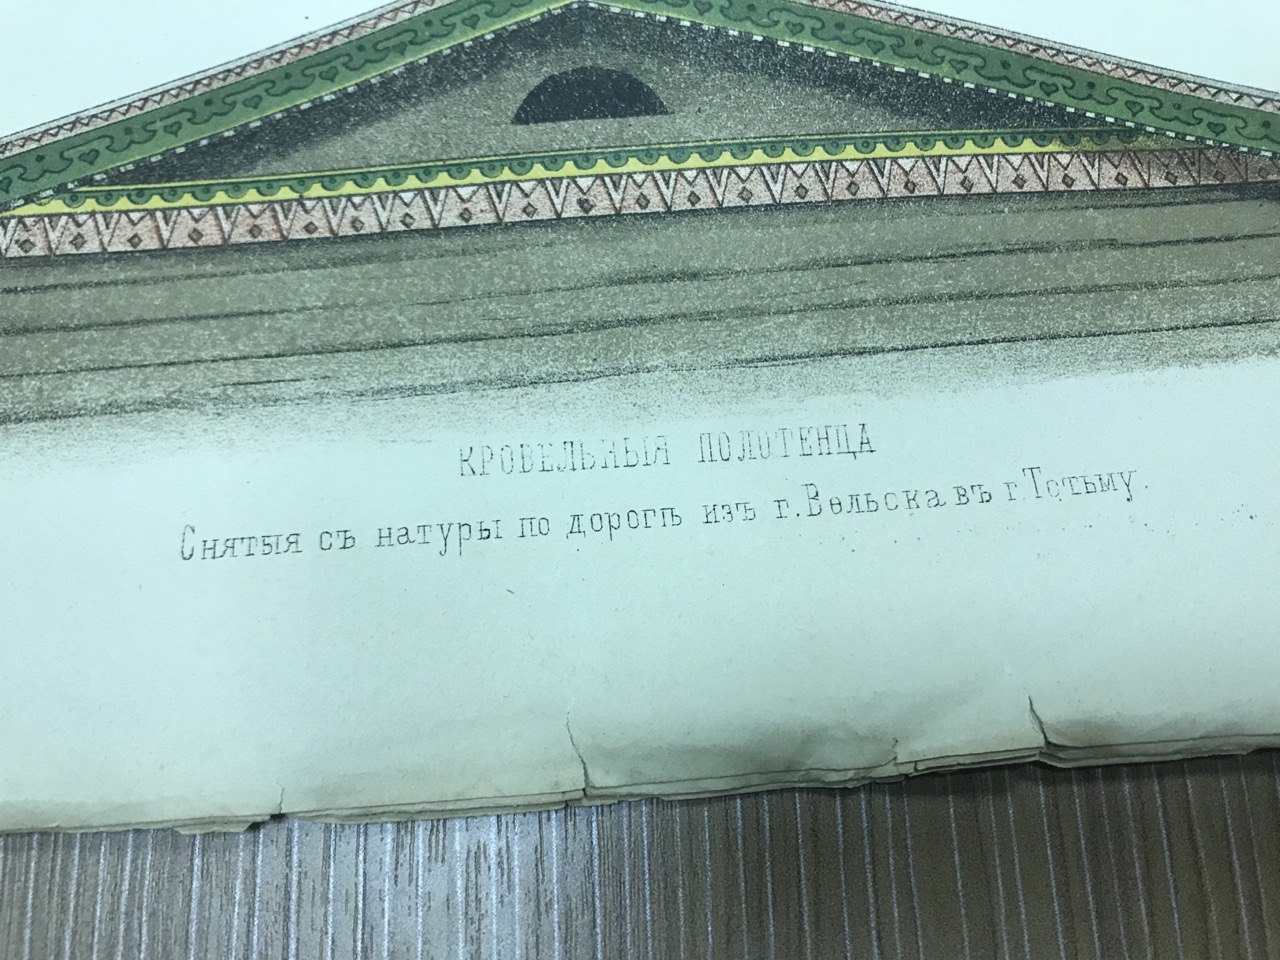 КРОВЕЛЬНЫЯ ПОЛОТЕНЦА
Снятыя съ натуры по дорогѣ изъ г. Вельска въ г. Тотьму.